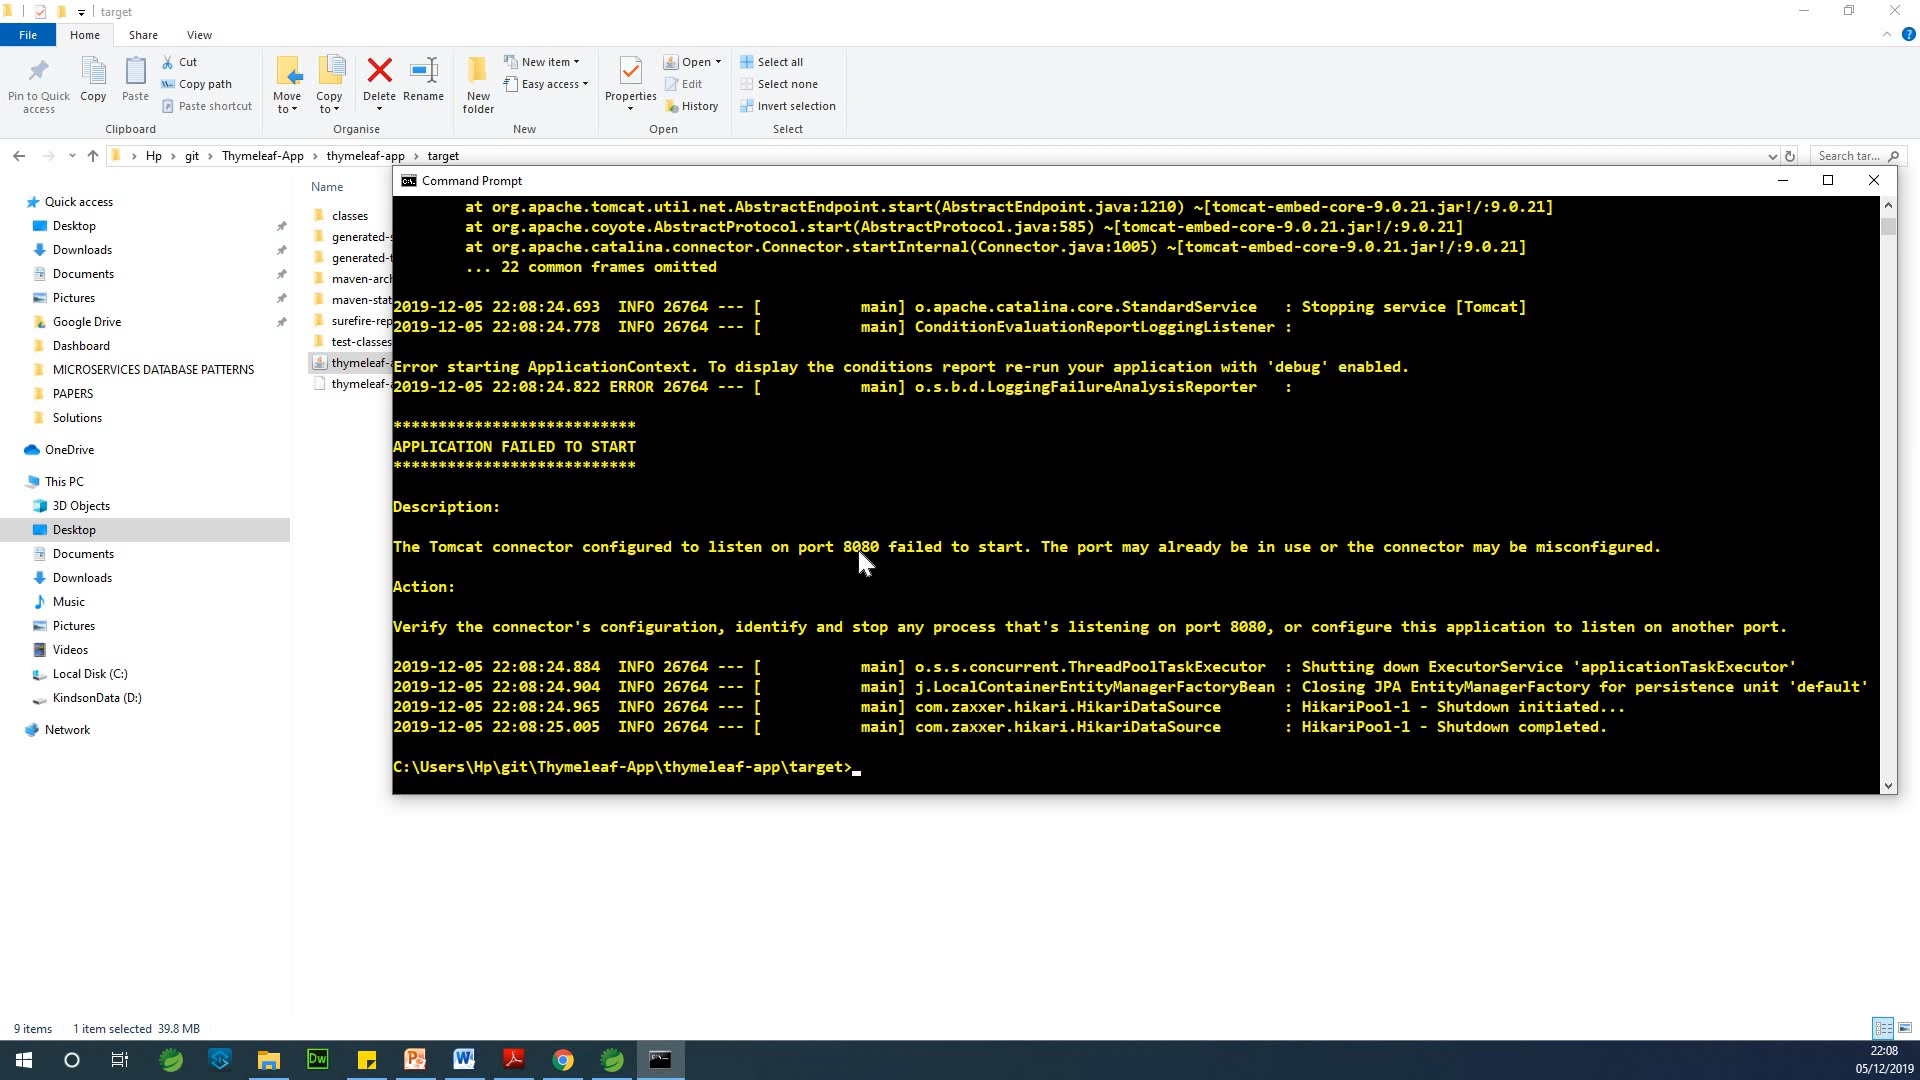 target
File
Home
Share
View
Pin to Quick access
Copy
Paste
Cut
Copy path
Paste shortcut
Clipboard
Move to
Copy to
Delete
Rename
Organise
New folder
New item
Easy access
New
Properties
Open
Edit
History
Open
Select all
Select none
Invert selection
Select
Hp > git > Thymeleaf-App > thymeleaf-app > target
Search tar...
Quick access
Desktop
Downloads
Documents
Pictures
Google Drive
Dashboard
MICROSERVICES DATABASE PATTERNS
PAPERS
Solutions
OneDrive
This PC
3D Objects
Desktop
Documents
Downloads
Music
Pictures
Videos
Local Disk (C:)
KindsonData (D:)
Network
Name
classes
generated-s
generated-t
maven-arch
maven-stat
surefire-rep
test-classes
thymeleaf-a
thymeleaf-a
Command Prompt
at org.apache.tomcat.util.net.AbstractEndpoint.start(AbstractEndpoint.java:1210) ~[tomcat-embed-core-9.0.21.jar!/:9.0.21]
at org.apache.coyote.AbstractProtocol.start(AbstractProtocol.java:585) ~[tomcat-embed-core-9.0.21.jar!/:9.0.21]
at org.apache.catalina.connector.Connector.startInternal(Connector.java:1005) ~[tomcat-embed-core-9.0.21.jar!/:9.0.21]
... 22 common frames omitted
2019-12-05 22:08:24.693  INFO 26764 --- [           main] o.apache.catalina.core.StandardService   : Stopping service [Tomcat]
2019-12-05 22:08:24.778  INFO 26764 --- [           main] ConditionEvaluationReportLoggingListener :
Error starting ApplicationContext. To display the conditions report re-run your application with 'debug' enabled.
2019-12-05 22:08:24.822 ERROR 26764 --- [           main] o.s.b.d.LoggingFailureAnalysisReporter   :
***************************
APPLICATION FAILED TO START
***************************
Description:
The Tomcat connector configured to listen on port 8080 failed to start. The port may already be in use or the connector may be misconfigured.
Action:
Verify the connector's configuration, identify and stop any process that's listening on port 8080, or configure this application to listen on another port.
2019-12-05 22:08:24.884  INFO 26764 --- [           main] o.s.s.concurrent.ThreadPoolTaskExecutor  : Shutting down ExecutorService 'applicationTaskExecutor'
2019-12-05 22:08:24.904  INFO 26764 --- [           main] j.LocalContainerEntityManagerFactoryBean : Closing JPA EntityManagerFactory for persistence unit 'default'
2019-12-05 22:08:24.965  INFO 26764 --- [           main] com.zaxxer.hikari.HikariDataSource       : HikariPool-1 - Shutdown initiated...
2019-12-05 22:08:25.005  INFO 26764 --- [           main] com.zaxxer.hikari.HikariDataSource       : HikariPool-1 - Shutdown completed.
C:\Users\Hp\git\Thymeleaf-App\thymeleaf-app\target>
9 items
1 item selected  39.8 MB
Dw
22:08
05/12/2019